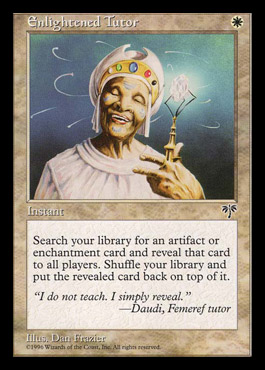 Enlightened Tutor
Instant
Search your library for an artifact or
enchantment card and reveal that card
to all players. Shuffle your library and
put the revealed card back on top of it.
"I do not teach. I simply reveal."
—Daudi, Femeref tutor
Illus. Dan Frazier
©1996 Wizards of the Coast, Inc. All rights reserved.